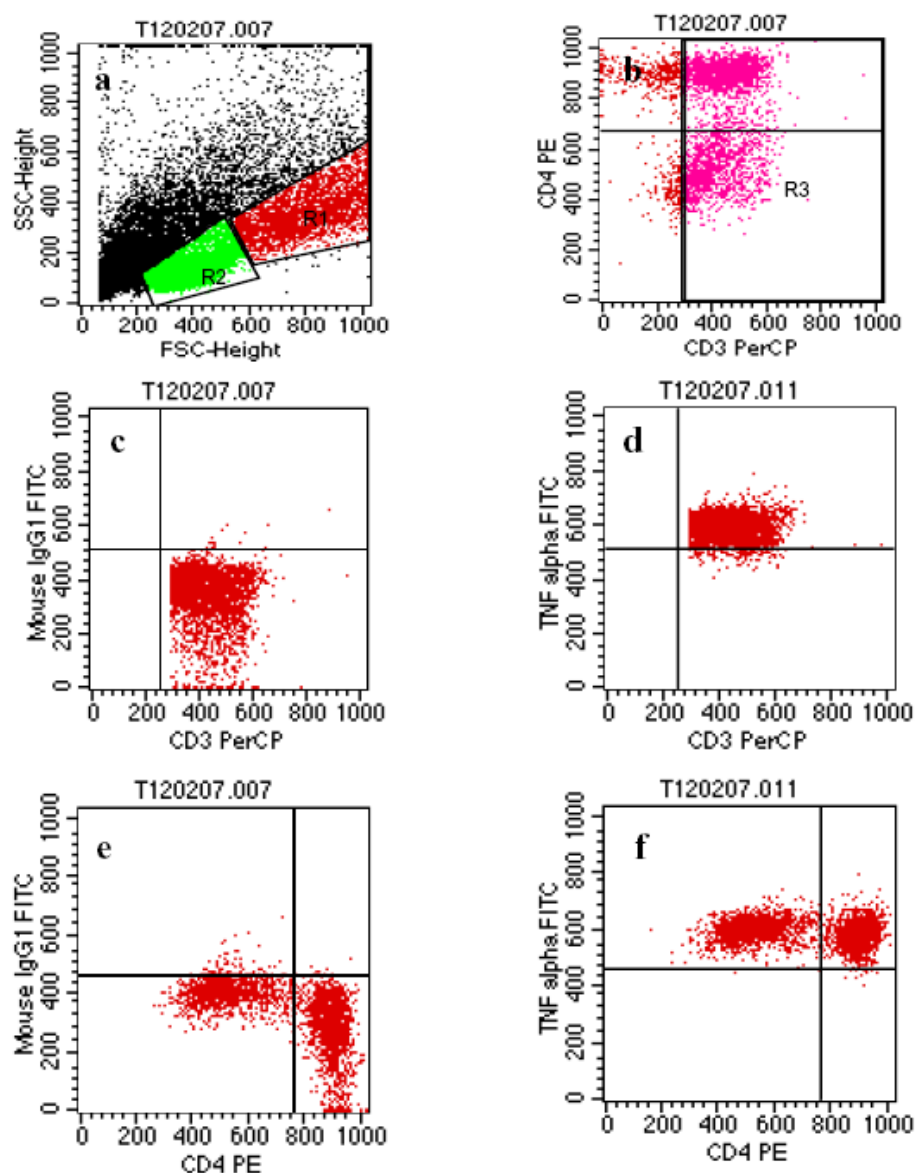 T120207.007
a
SSC-Height
1000
800
600
400
200
0
R1
R2
0 200 400 600 800 1000
FSC-Height
T120207.007
b
CD4 PE
1000
800
600
400
200
0
R3
0 200 400 600 800 1000
CD3 PerCP
T120207.007
c
Mouse IgG1 FITC
1000
800
600
400
200
0
0 200 400 600 800 1000
CD3 PerCP
T120207.011
d
TNF alpha.FITC
1000
800
600
400
200
0
0 200 400 600 800 1000
CD3 PerCP
T120207.007
e
Mouse IgG1 FITC
1000
800
600
400
200
0
0 200 400 600 800 1000
CD4 PE
T120207.011
f
TNF alpha.FITC
1000
800
600
400
200
0
0 200 400 600 800 1000
CD4 PE